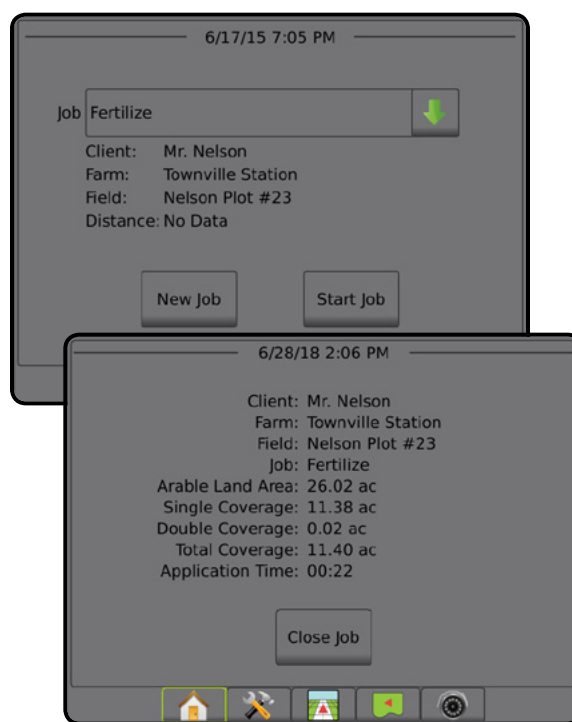 6/17/15 7:05 PM
Job Fertilize
Client: Mr. Nelson
Farm: Townville Station
Field: Nelson Plot #23
Distance: No Data
New Job Start Job
6/28/18 2:06 PM
Client: Mr. Nelson
Farm: Townville Station
Field: Nelson Plot #23
Job: Fertilize
Arable Land Area: 26.02 ac
Single Coverage: 11.38 ac
Double Coverage: 0.02 ac
Total Coverage: 11.40 ac
Application Time: 00:22
Close Job